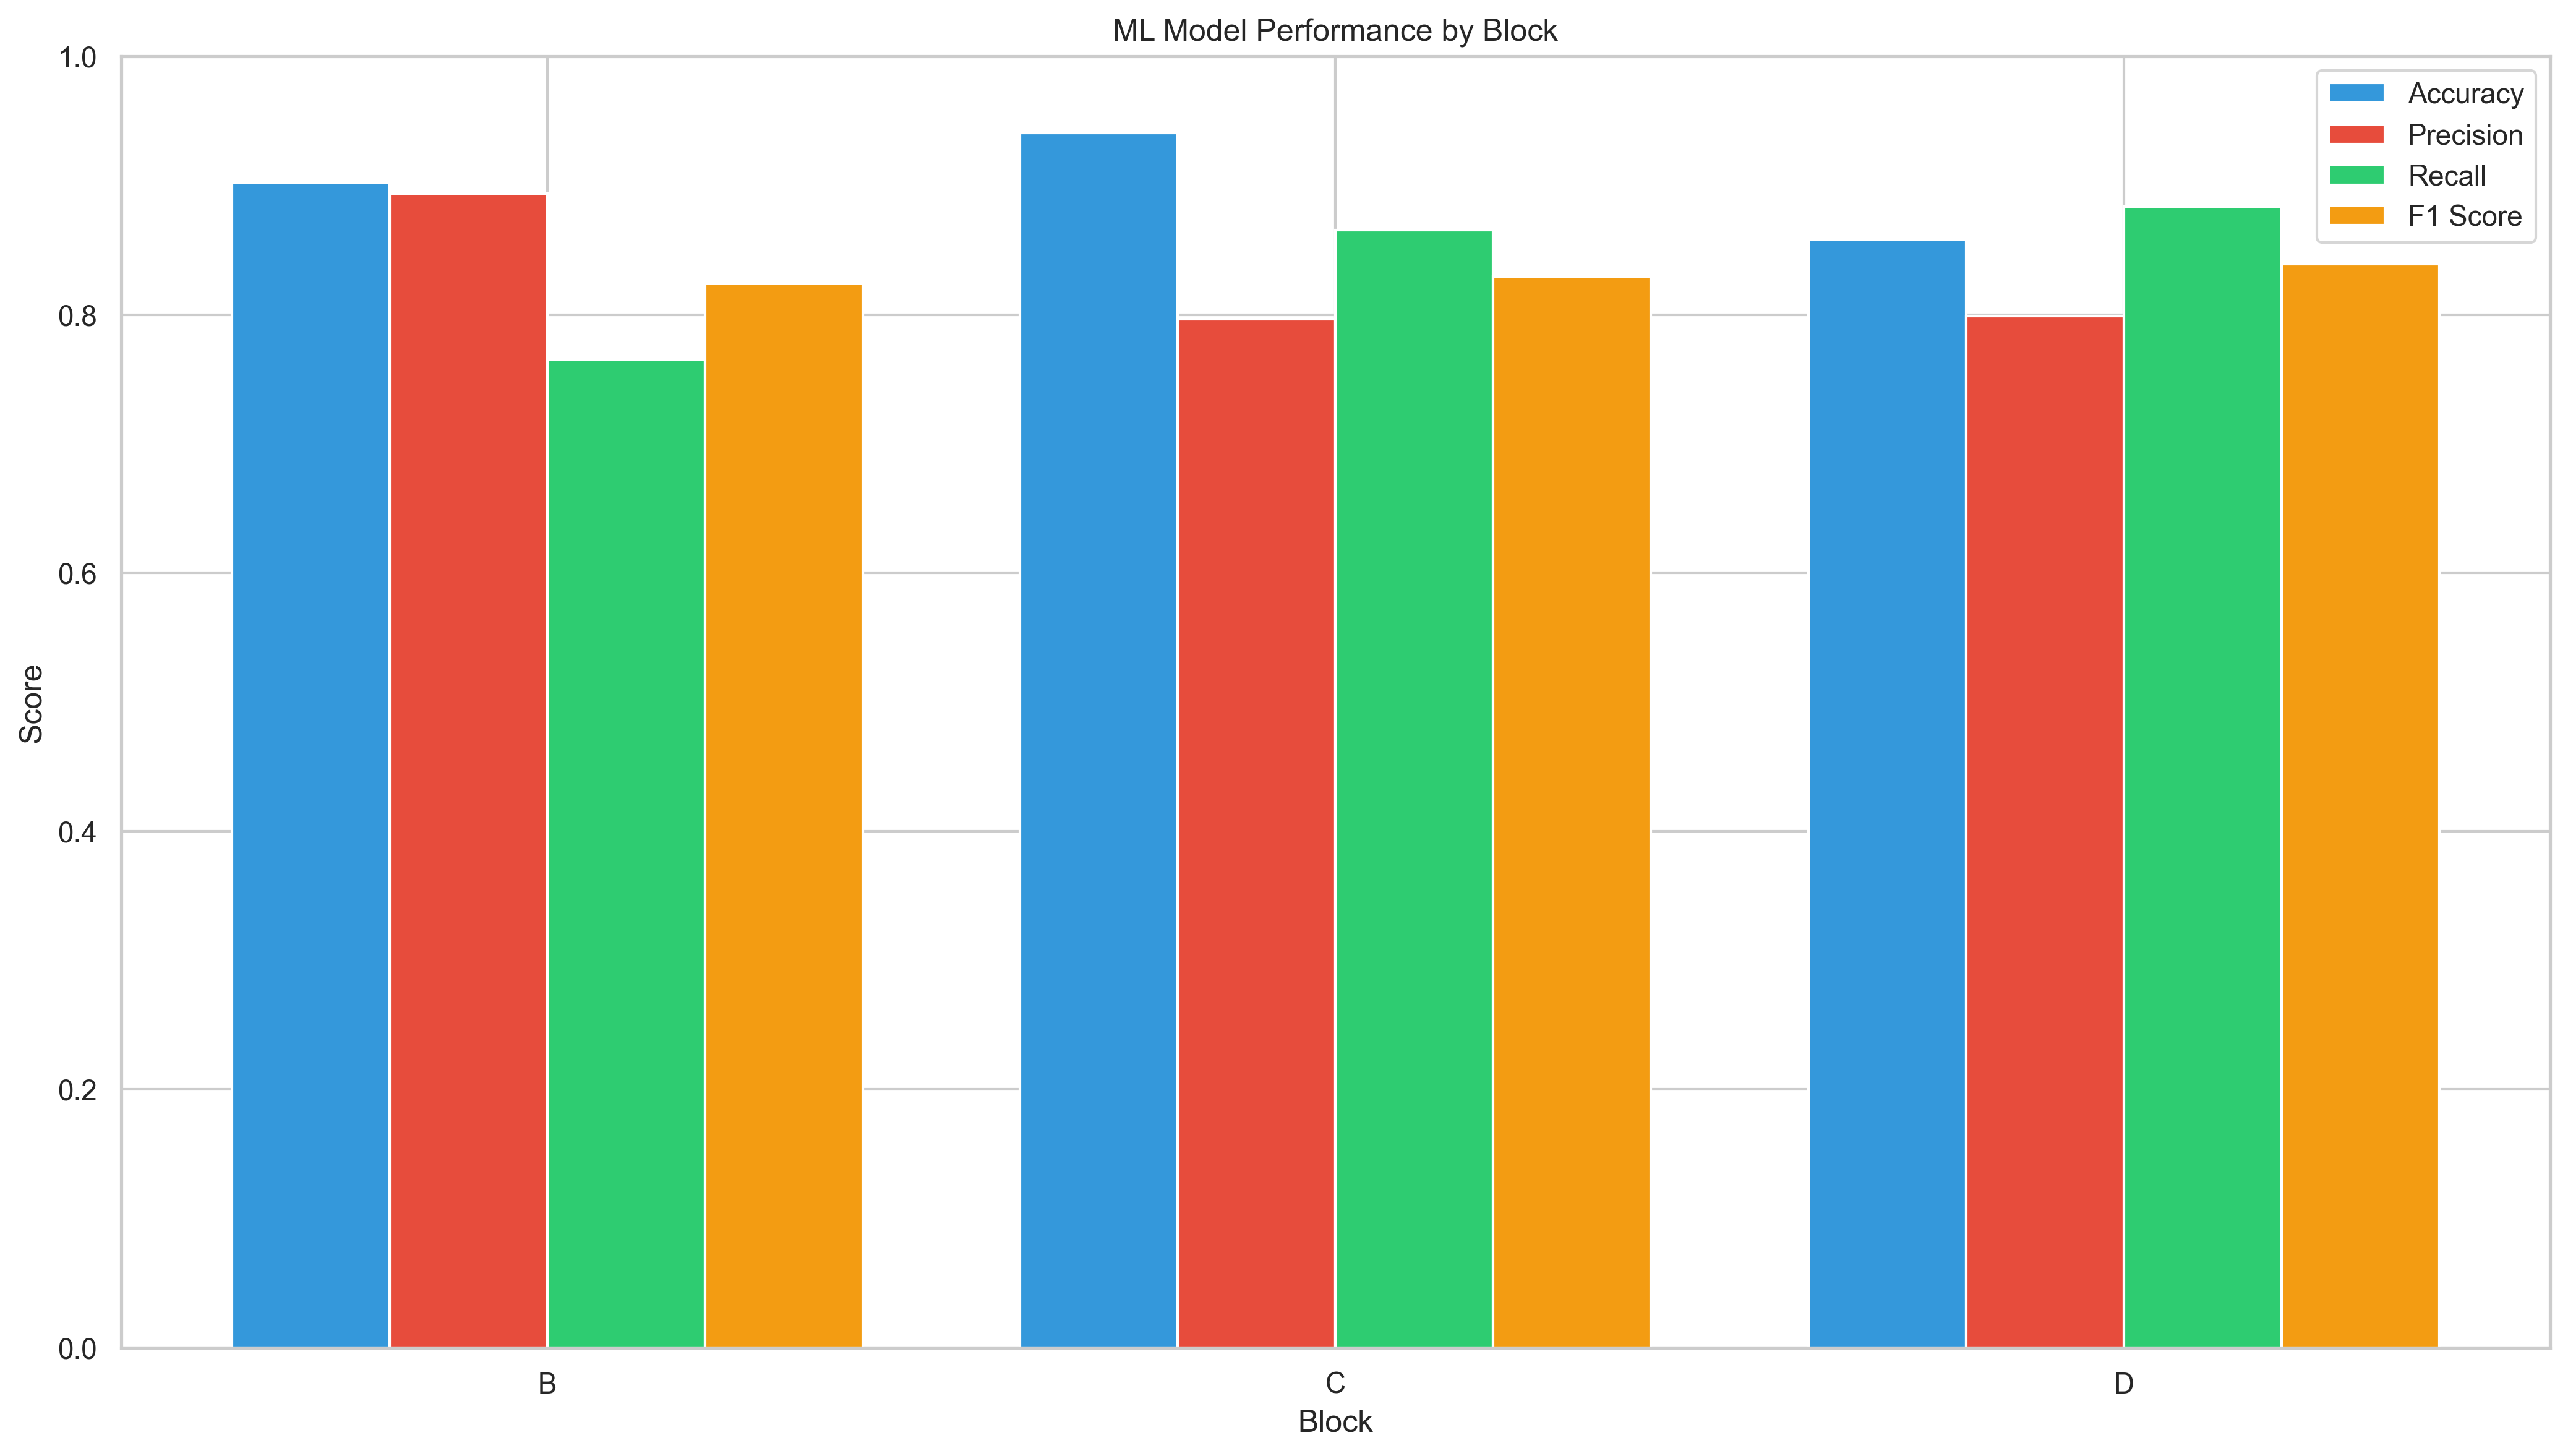 ML Model Performance by Block
1.0
0.8
0.6
0.4
0.2
0.0
Score
Accuracy
Precision
Recall
F1 Score
B
C
D
Block